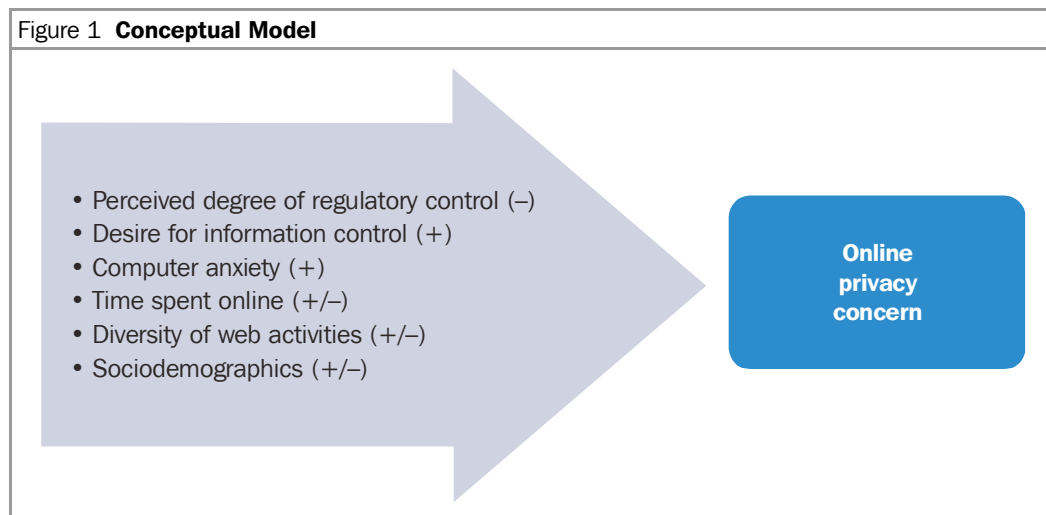 Figure 1 Conceptual Model
• Perceived degree of regulatory control (–)
• Desire for information control (+)
• Computer anxiety (+)
• Time spent online (+/–)
• Diversity of web activities (+/–)
• Sociodemographics (+/–)
Online
privacy
concern